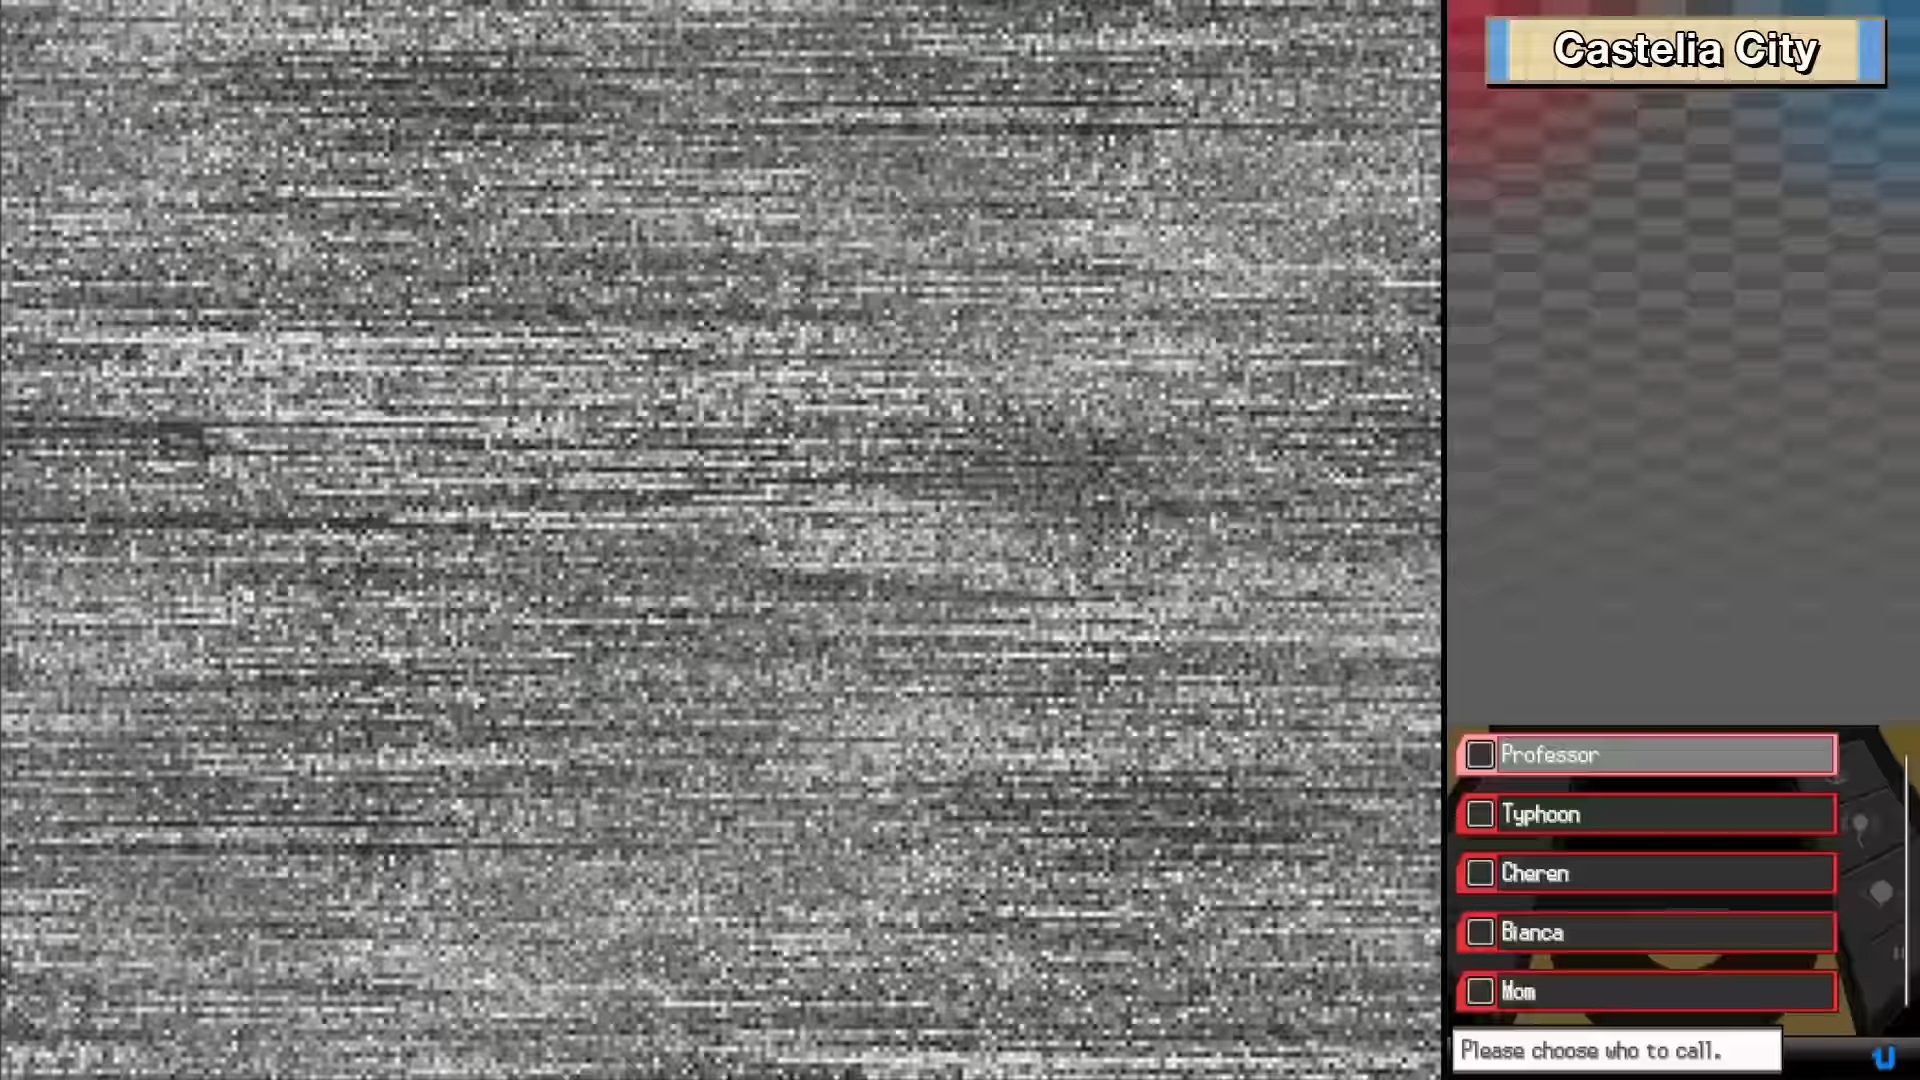 Castelia City
Professor
Typhoon
Cheren
Bianca
Mom
Please choose who to call.